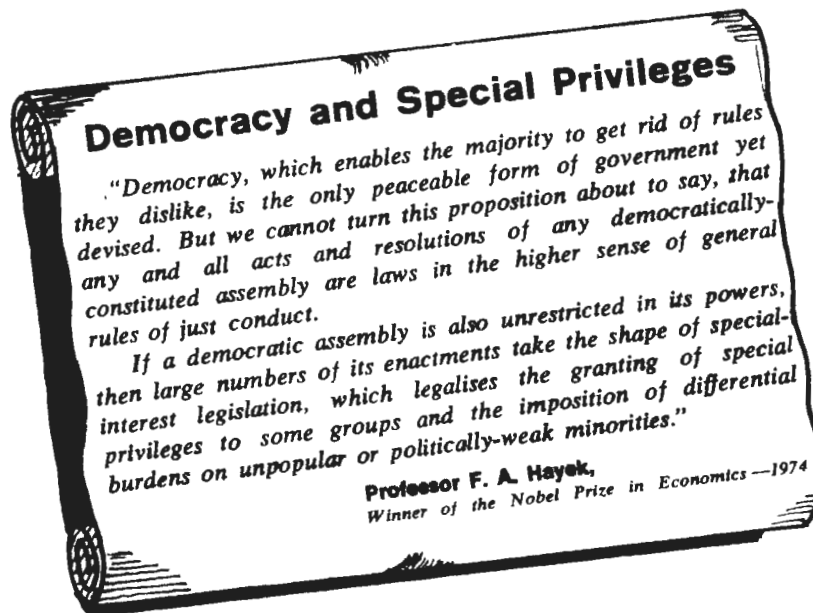 Democracy and Special Privileges
"Democracy, which enables the majority to get rid of rules
they dislike, is the only peaceable form of government yet
devised. But we cannot turn this proposition about to say, that
any and all acts and resolutions of any democratically-
constituted assembly are laws in the higher sense of general
rules of just conduct.
If a democratic assembly is also unrestricted in its powers,
then large numbers of its enactments take the shape of special-
interest legislation, which legalises the granting of special
privileges to some groups and the imposition of differential
burdens on unpopular or politically-weak minorities."
Professor F. A. Hayek,
Winner of the Nobel Prize in Economics—1974